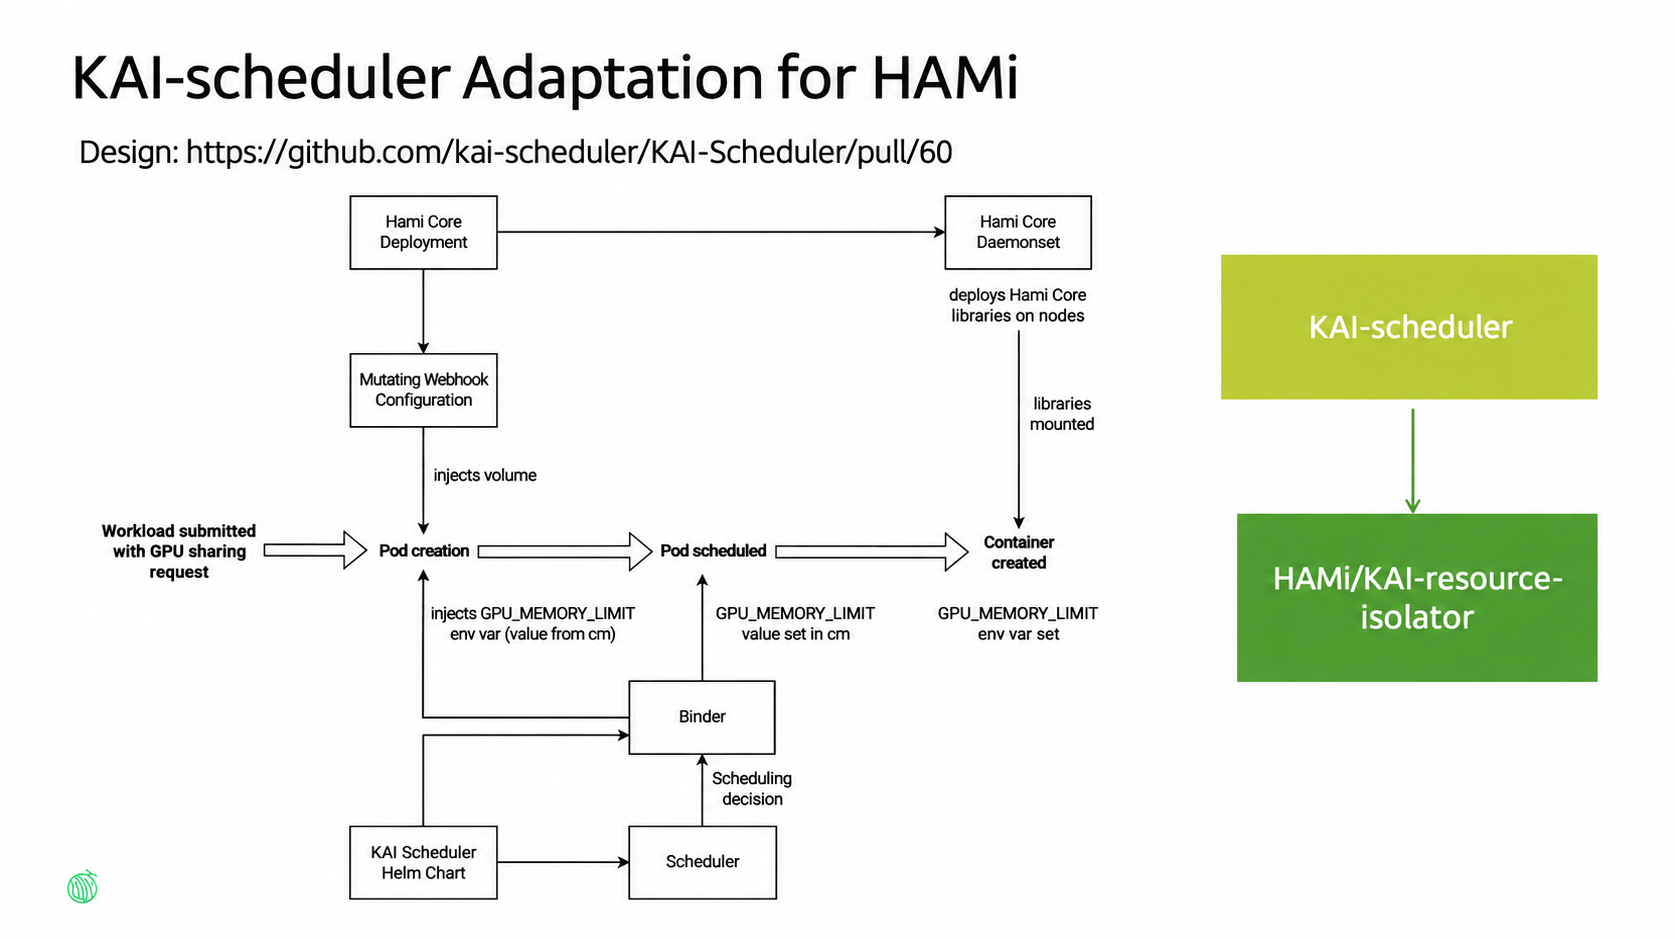 KAI-scheduler Adaptation for HAMi
Design: https://github.com/kai-scheduler/KAI-Scheduler/pull/60
Hami Core
Deployment
Hami Core
Daemonset
deploys Hami Core
libraries on nodes
KAI-scheduler
Mutating Webhook
Configuration
libraries
mounted
injects volume
Workload submitted
with GPU sharing
request
Pod creation
Pod scheduled
Container
created
HAMi/KAI-resource-
isolator
injects GPU_MEMORY_LIMIT
env var (value from cm)
GPU_MEMORY_LIMIT
value set in cm
GPU_MEMORY_LIMIT
env var set
Binder
Scheduling
decision
KAI Scheduler
Helm Chart
Scheduler